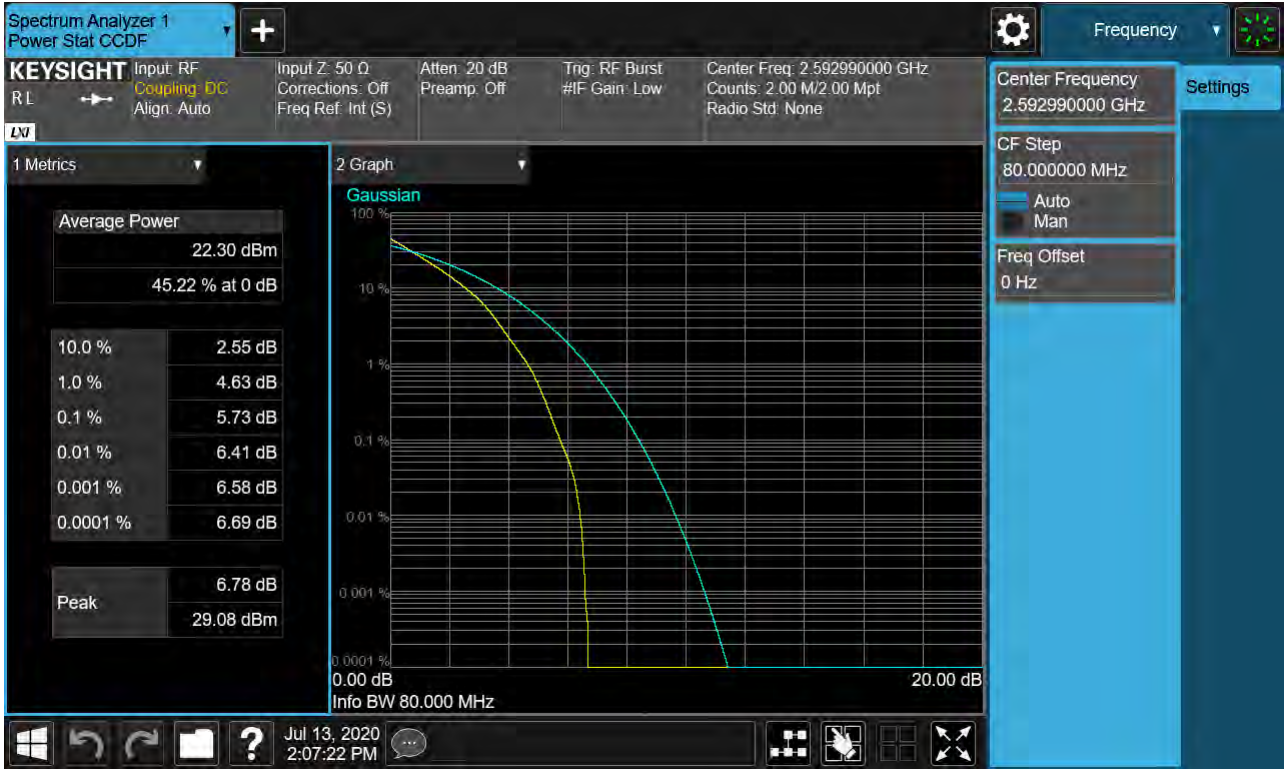 Spectrum Analyzer 1
Power Stat CCDF
+
Frequency
KEYSIGHT
R L
LXI
Input: RF
Coupling: DC
Align: Auto
Input Z: 50 Ω
Corrections: Off
Freq Ref: Int (S)
Atten: 20 dB
Preamp: Off
Trig: RF Burst
#IF Gain: Low
Center Freq: 2.592990000 GHz
Counts: 2.00 M/2.00 Mpt
Radio Std: None
Center Frequency
2.592990000 GHz
Settings
CF Step
80.000000 MHz
Auto
Man
Freq Offset
0 Hz
1 Metrics
Average Power
22.30 dBm
45.22 % at 0 dB
10.0 % 2.55 dB
1.0 % 4.63 dB
0.1 % 5.73 dB
0.01 % 6.41 dB
0.001 % 6.58 dB
0.0001 % 6.69 dB
Peak
6.78 dB
29.08 dBm
2 Graph
Gaussian
100 %
10 %
1 %
0.1 %
0.01 %
0.001 %
0.0001 %
0.00 dB 20.00 dB
Info BW 80.000 MHz
?
Jul 13, 2020
2:07:22 PM